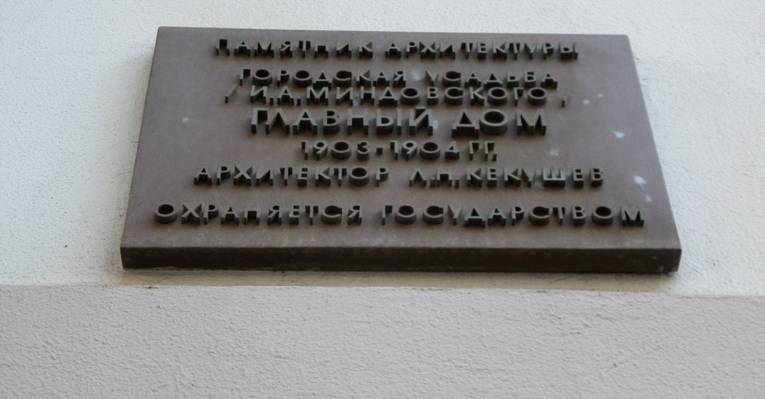 ПАМЯТНИК АРХИТЕКТУРЫ
ГОРОДСКАЯ УСАДЬБА
/И.А.МИНДОВСКОГО/
ГЛАВНЫЙ ДОМ
1903-1904 ГГ
АРХИТЕКТОР Л.Н.КЕКУШЕВ
ОХРАНЯЕТСЯ ГОСУДАРСТВОМ